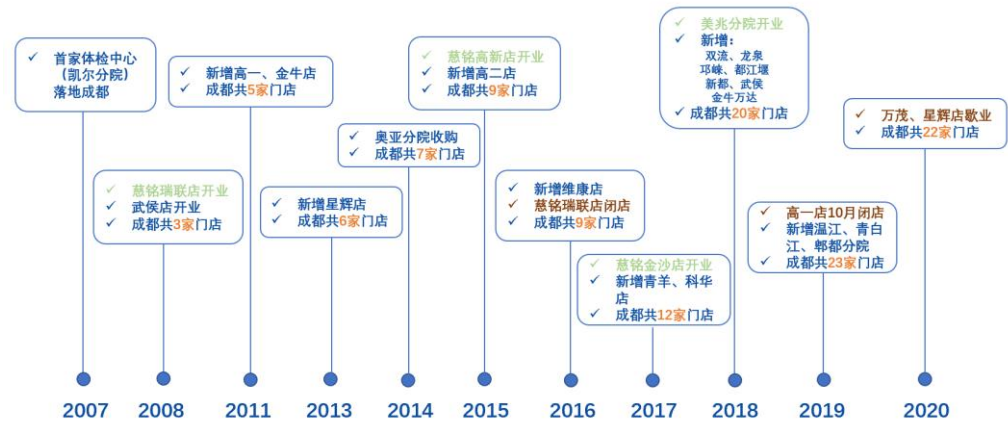 首家体检中心
（凯尔分院）
落地成都
2007
慈铭瑞联店开业
武侯店开业
成都共3家门店
2008
新增高一、金牛店
成都共5家门店
2011
新增星辉店
成都共6家门店
2013
奥亚分院收购
成都共7家门店
2014
慈铭高新店开业
新增高二店
成都共9家门店
2015
新增维康店
慈铭瑞联店闭店
成都共9家门店
2016
慈铭金沙店开业
新增青羊、科华
店
成都共12家门店
2017
美兆分院开业
新增：
双流、龙泉
邛崃、都江堰
新都、武侯
金牛万达
成都共20家门店
2018
高一店10月闭店
新增温江、青白
江、郫都分院
成都共23家门店
2019
万茂、星辉店歇业
成都共22家门店
2020